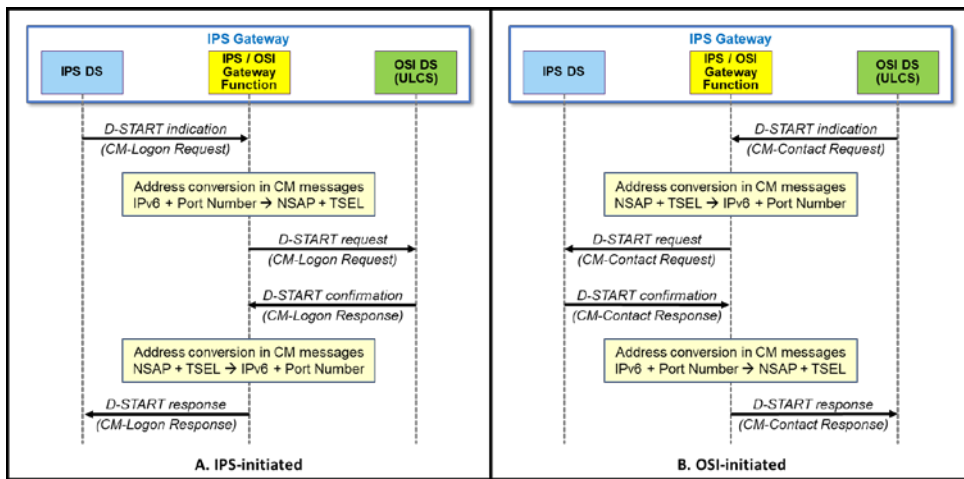 IPS Gateway
IPS DS
IPS / OSI
Gateway
Function
OSI DS
(ULCS)
D-START indication
(CM-Logon Request)
Address conversion in CM messages
IPv6 + Port Number → NSAP + TSEL
D-START request
(CM-Logon Request)
D-START confirmation
(CM-Logon Response)
Address conversion in CM messages
NSAP + TSEL → IPv6 + Port Number
D-START response
(CM-Logon Response)
A. IPS-initiated
IPS Gateway
IPS DS
IPS / OSI
Gateway
Function
OSI DS
(ULCS)
D-START indication
(CM-Contact Request)
Address conversion in CM messages
NSAP + TSEL → IPv6 + Port Number
D-START request
(CM-Contact Request)
D-START confirmation
(CM-Contact Response)
Address conversion in CM messages
IPv6 + Port Number → NSAP + TSEL
D-START response
(CM-Contact Response)
B. OSI-initiated